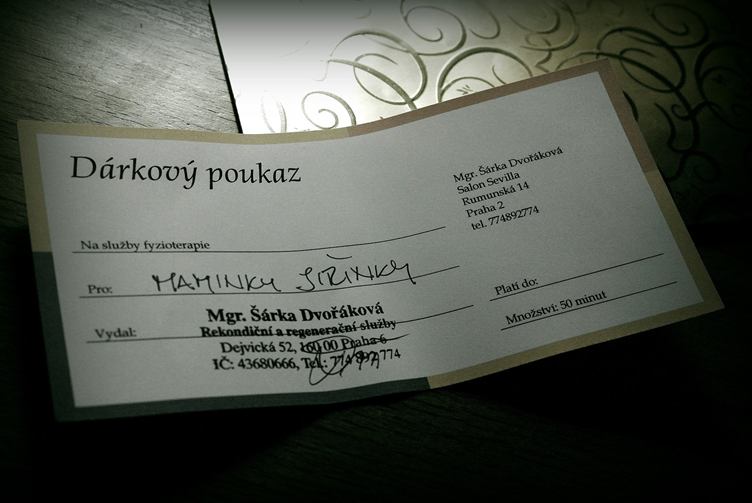 Dárkový poukaz
Mgr. Šárka Dvořáková
Salon Sevilla
Rumunská 14
Praha 2
tel. 774892774
Na služby fyzioterapie
Pro: MAMINKU JIŘINKU
Vydal:
Mgr. Šárka Dvořáková
Rekondiční a regenerační služby
Dejvická 52, 160 00 Praha 6
IČ: 43680666, Tel.: 774 892 774
Platí do:
Množství: 50 minut